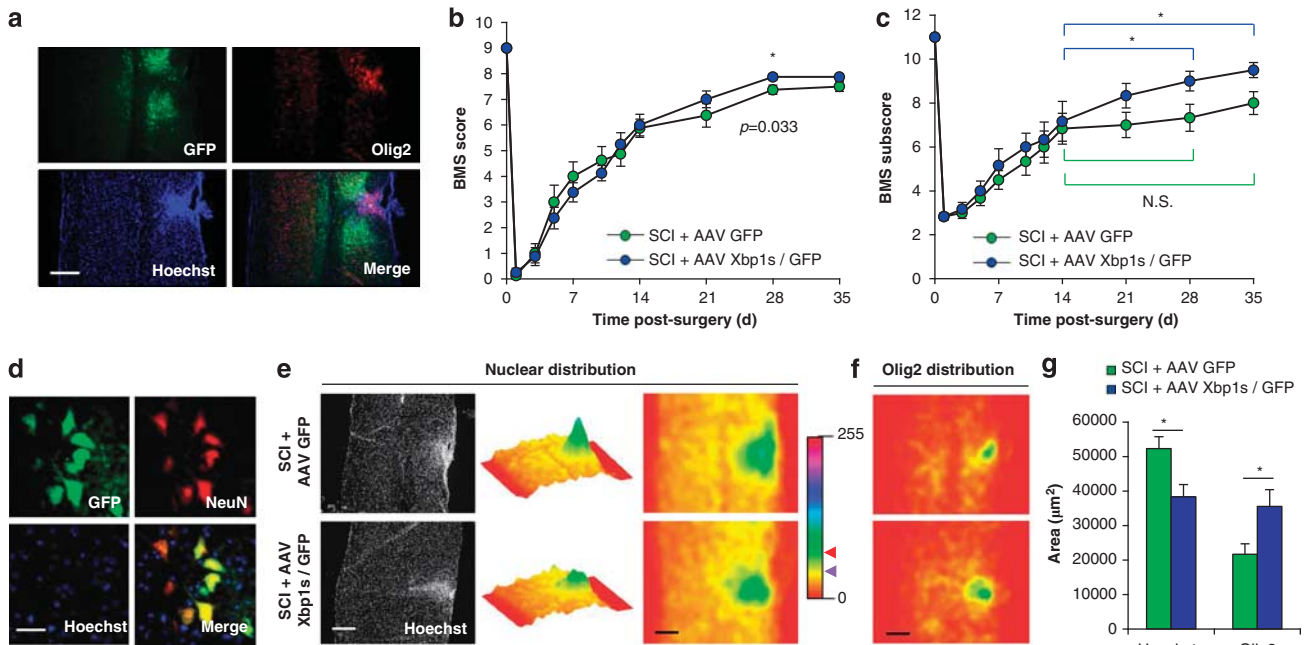 a
GFP
Olig2
Hoechst
Merge
b
10
9
8
7
6
5
4
3
2
1
0
BMS score
*
p=0.033
SCI + AAV GFP
SCI + AAV Xbp1s / GFP
0
7
14
21
28
35
Time post-surgery (d)
c
12
10
8
6
4
2
0
BMS subscore
*
*
N.S.
SCI + AAV GFP
SCI + AAV Xbp1s / GFP
0
7
14
21
28
35
Time post-surgery (d)
d
GFP
NeuN
Hoechst
Merge
e
Nuclear distribution
SCI +
AAV GFP
SCI + AAV
Xbp1s / GFP
Hoechst
255
0
f
Olig2 distribution
g
SCI + AAV GFP
SCI + AAV Xbp1s / GFP
60000
50000
40000
30000
20000
10000
0
Area (μm²)
*
*